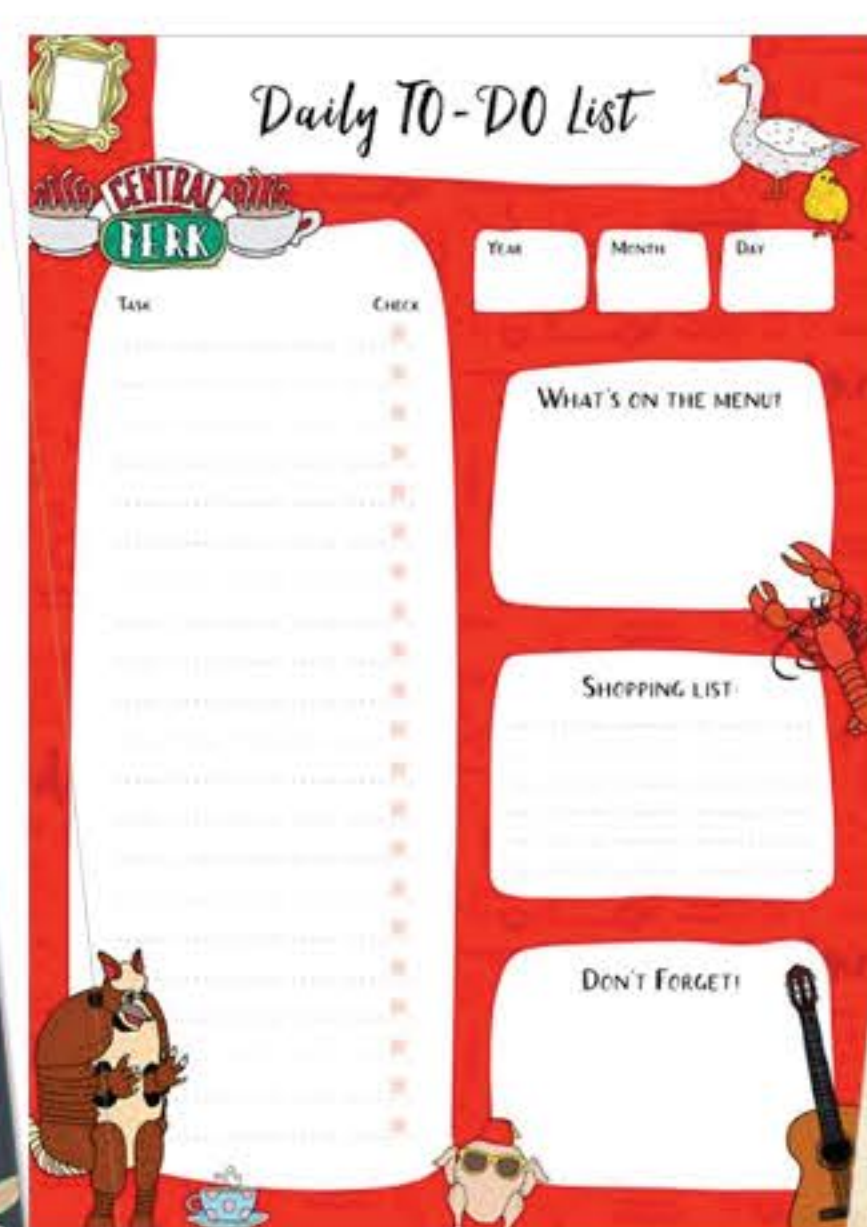 Daily TO-DO List
CENTRAL
PERK
YEAR
MONTH
DAY
TASK
CHECK
WHAT'S ON THE MENU?
SHOPPING LIST:
DON'T FORGET!